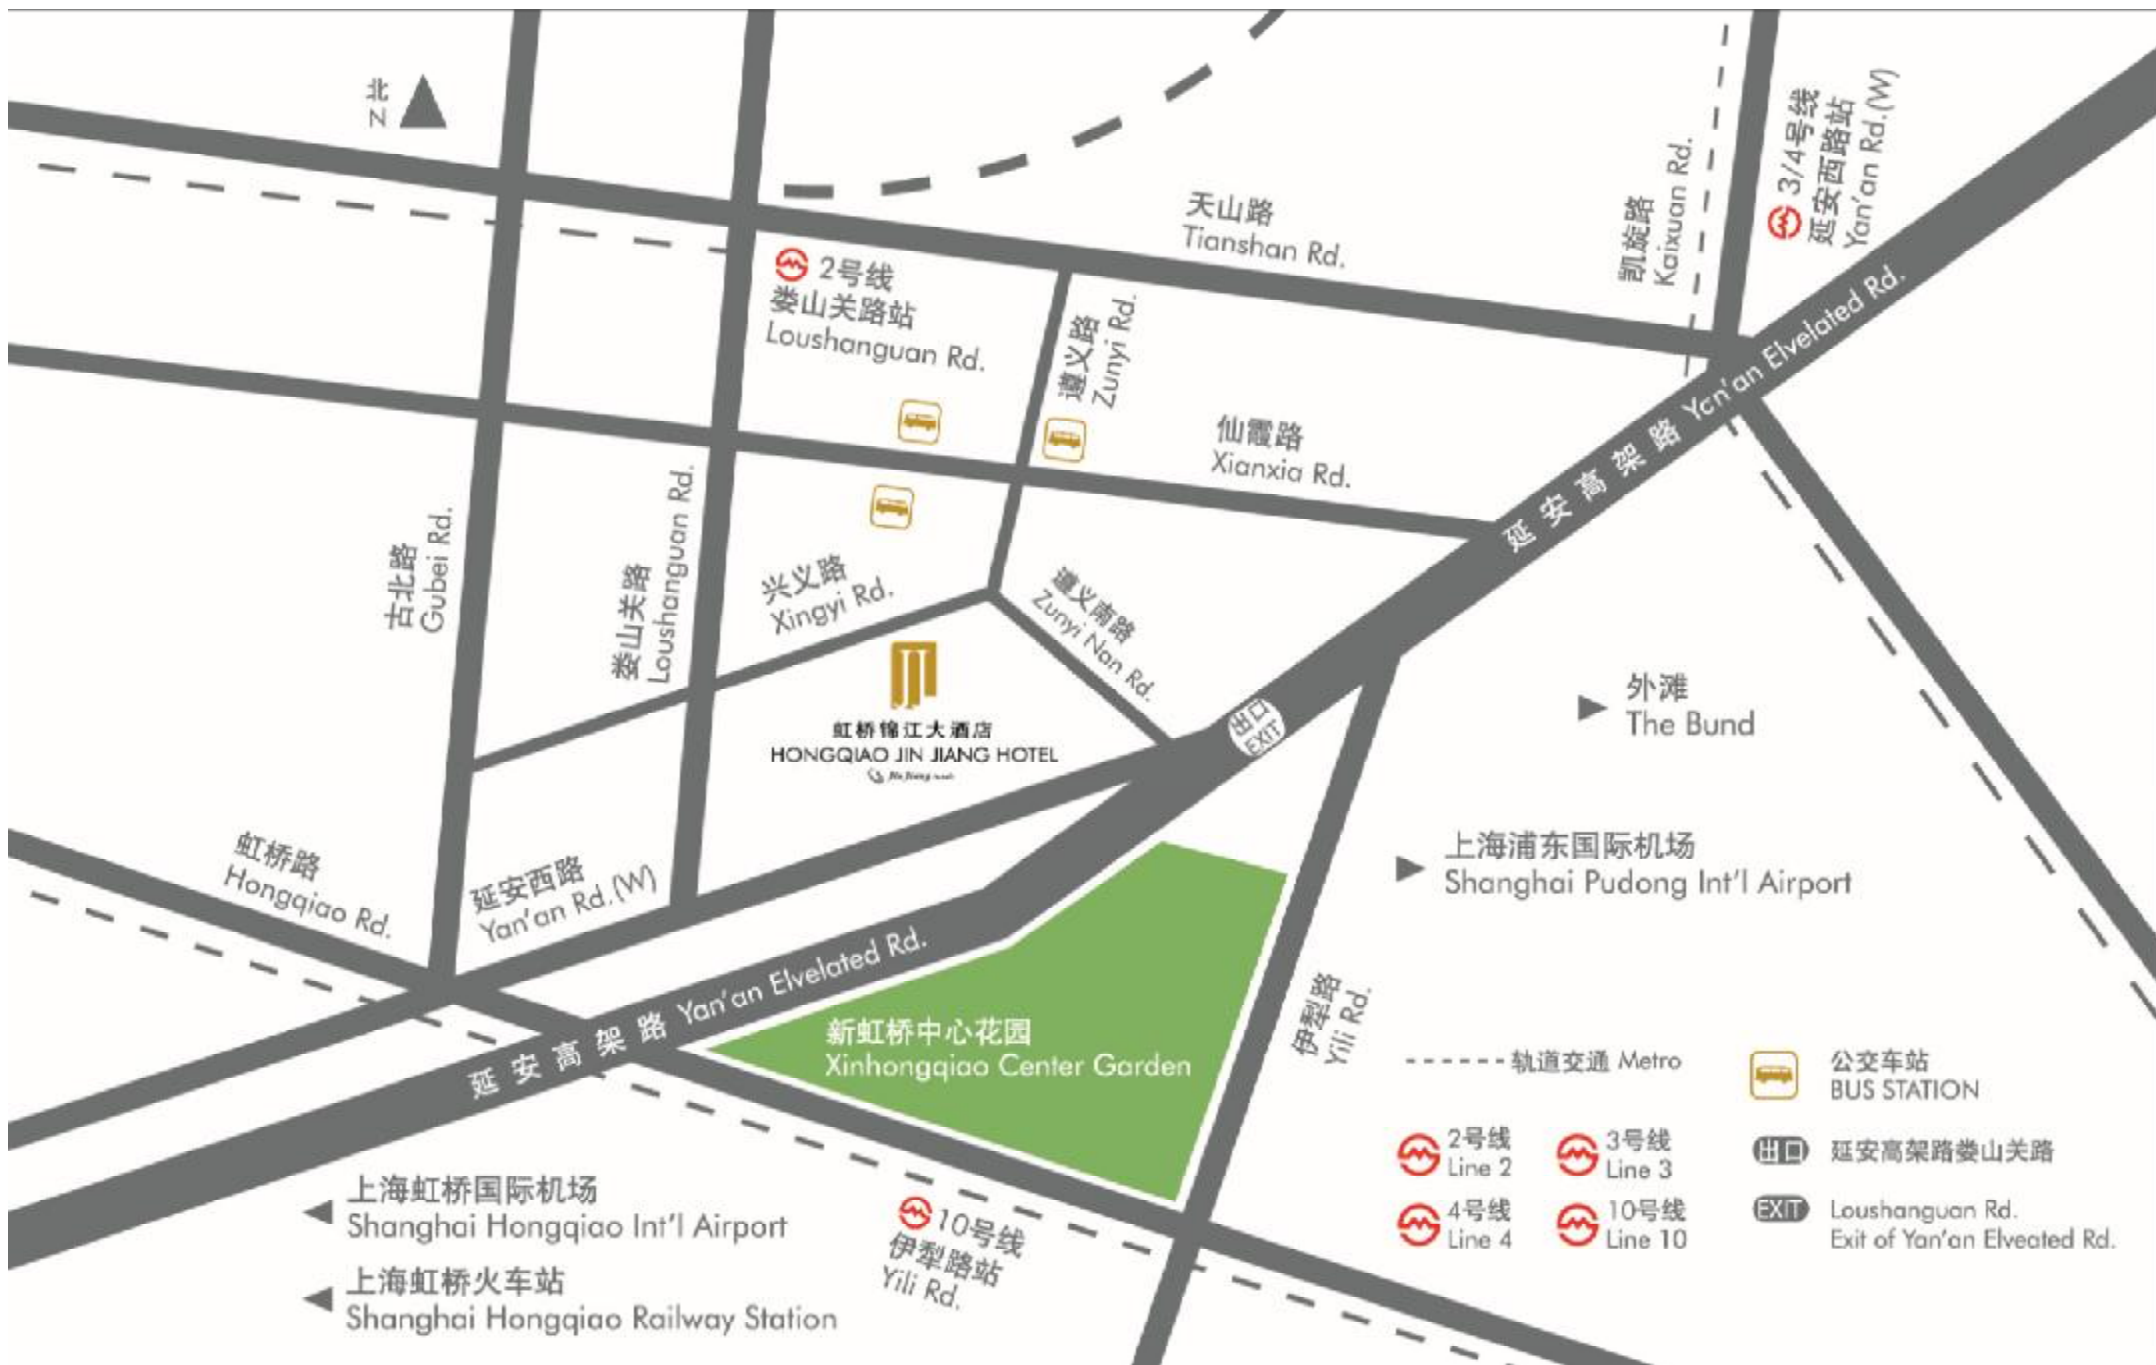 北
N
天山路
Tianshan Rd.
凯旋路
Kaixuan Rd.
3/4号线
延安西路站
Yan'an Rd.(W)
2号线
娄山关路站
Loushanguan Rd.
遵义路
Zunyi Rd.
仙霞路
Xianxia Rd.
延安高架路 Yan'an Elvelated Rd.
古北路
Gubei Rd.
娄山关路
Loushanguan Rd.
兴义路
Xingyi Rd.
遵义南路
Zunyi Nan Rd.
虹桥锦江大酒店
HONGQIAO JIN JIANG HOTEL
Jin Jiang
出口
EXIT
外滩
The Bund
虹桥路
Hongqiao Rd.
延安西路
Yan'an Rd.(W)
上海浦东国际机场
Shanghai Pudong Int'l Airport
延安高架路 Yan'an Elvelated Rd.
新虹桥中心花园
Xinhongqiao Center Garden
伊犁路
Yili Rd.
上海虹桥国际机场
Shanghai Hongqiao Int'l Airport
上海虹桥火车站
Shanghai Hongqiao Railway Station
10号线
伊犁路站
Yili Rd.
轨道交通 Metro
公交车站
BUS STATION
2号线
Line 2
3号线
Line 3
4号线
Line 4
10号线
Line 10
出口 延安高架路娄山关路
EXIT Loushanguan Rd.
Exit of Yan'an Elveated Rd.